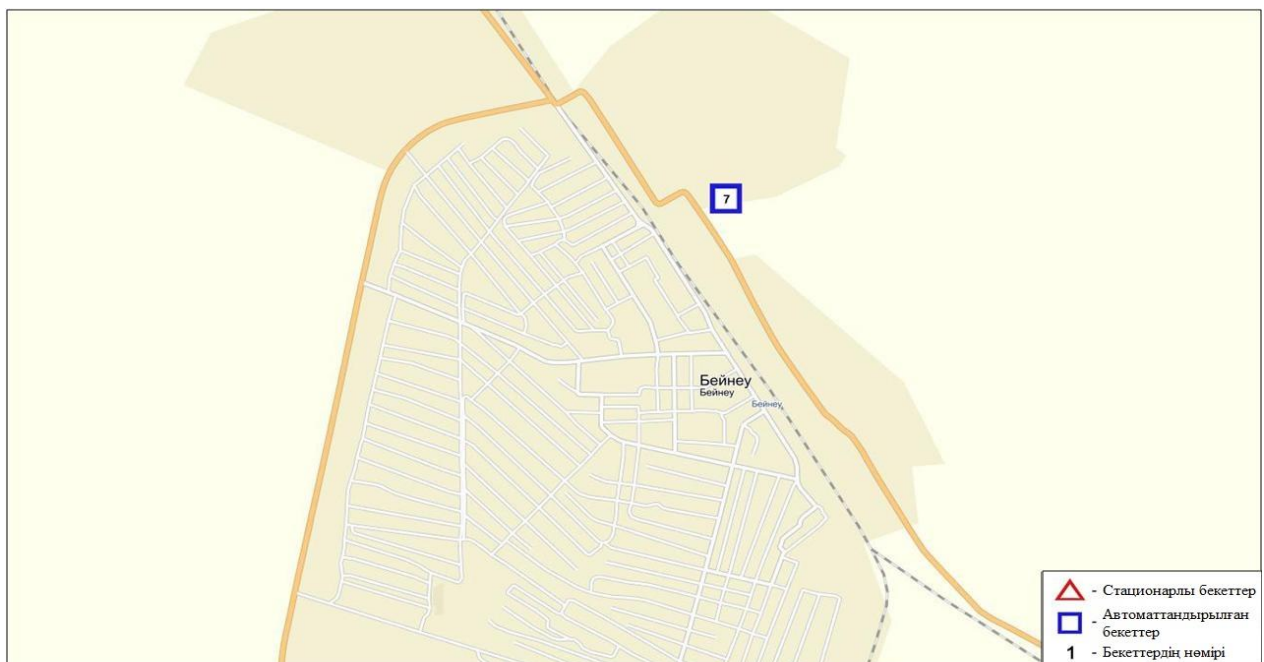 7
Бейнеу
Бейнеу
Бейнеу
- Стационарлы бекеттер
- Автоматтандырылған
бекеттер
1 - Бекеттердің нөмірі